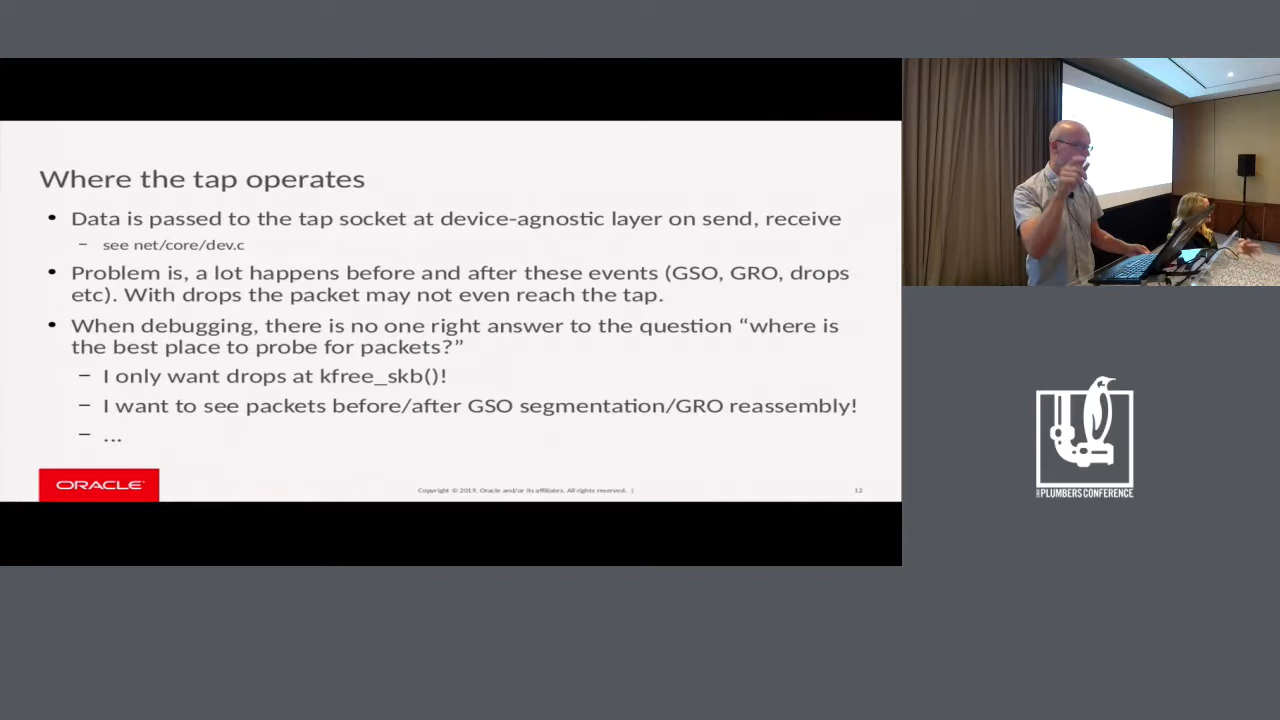 Where the tap operates
• Data is passed to the tap socket at device-agnostic layer on send, receive
– see net/core/dev.c
• Problem is, a lot happens before and after these events (GSO, GRO, drops
etc). With drops the packet may not even reach the tap.
• When debugging, there is no one right answer to the question “where is
the best place to probe for packets?”
– I only want drops at kfree_skb()!
– I want to see packets before/after GSO segmentation/GRO reassembly!
– ...
ORACLE
Copyright © 2019, Oracle and/or its affiliates. All rights reserved. |
12
PLUMBERS CONFERENCE